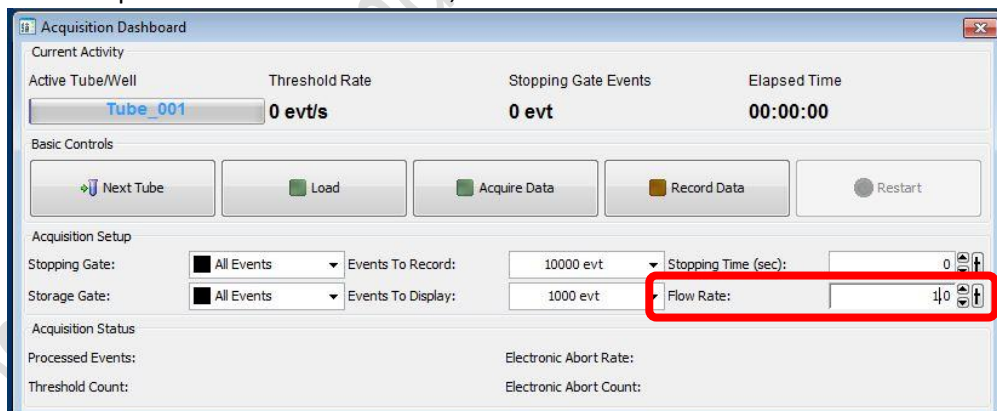 Acquisition Dashboard
Current Activity
Active Tube/Well Threshold Rate Stopping Gate Events Elapsed Time
Tube_001 0 evt/s 0 evt 00:00:00
Basic Controls
Next Tube Load Acquire Data Record Data Restart
Acquisition Setup
Stopping Gate: All Events Events To Record: 10000 evt Stopping Time (sec): 0
Storage Gate: All Events Events To Display: 1000 evt Flow Rate: 1.0
Acquisition Status
Processed Events: Electronic Abort Rate:
Threshold Count: Electronic Abort Count: